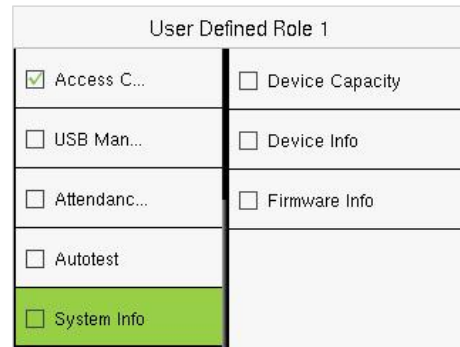 User Defined Role 1
Access C...
USB Man...
Attendanc...
Autotest
System Info
Device Capacity
Device Info
Firmware Info